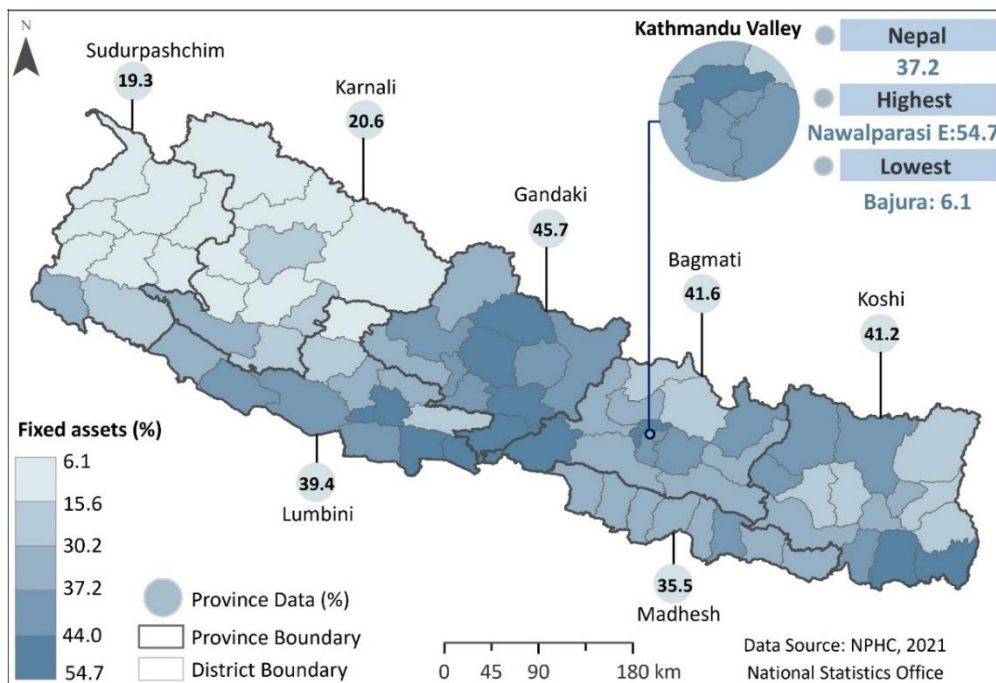 N
Sudurpashchim
19.3
Karnali
20.6
Gandaki
45.7
Kathmandu Valley
Nepal
37.2
Highest
Nawalparasi E:54.7
Lowest
Bajura: 6.1
Bagmati
41.6
Koshi
41.2
Fixed assets (%)
6.1
15.6
30.2
37.2
44.0
54.7
39.4
Lumbini
35.5
Madhesh
Province Data (%)
Province Boundary
District Boundary
0 45 90 180 km
Data Source: NPHC, 2021
National Statistics Office